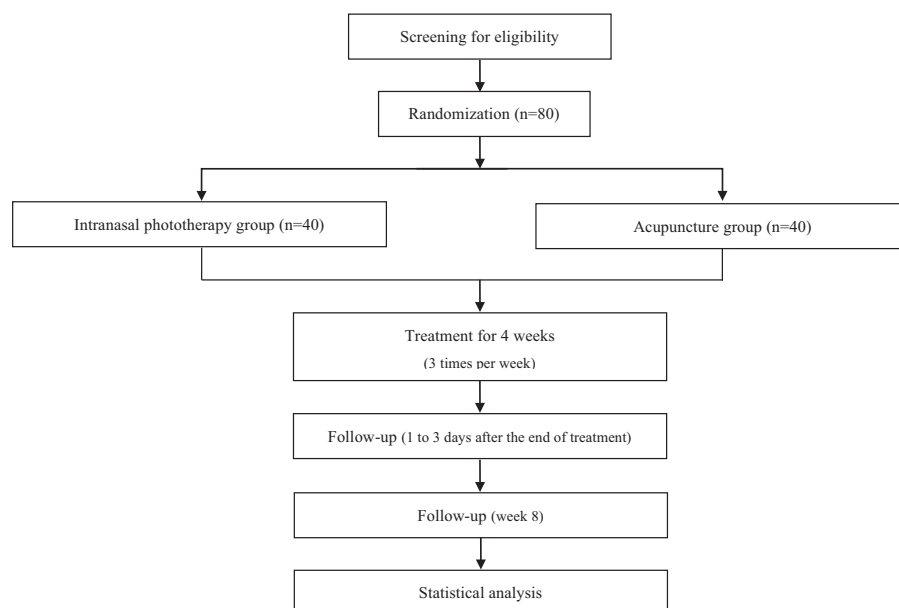 Screening for eligibility
Randomization (n=80)
Intranasal phototherapy group (n=40)
Acupuncture group (n=40)
Treatment for 4 weeks
(3 times per week)
Follow-up (1 to 3 days after the end of treatment)
Follow-up (week 8)
Statistical analysis